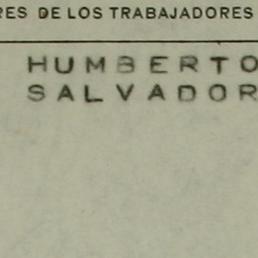 RES DE LOS TRABAJADORES
HUMBERTO
SALVADOR